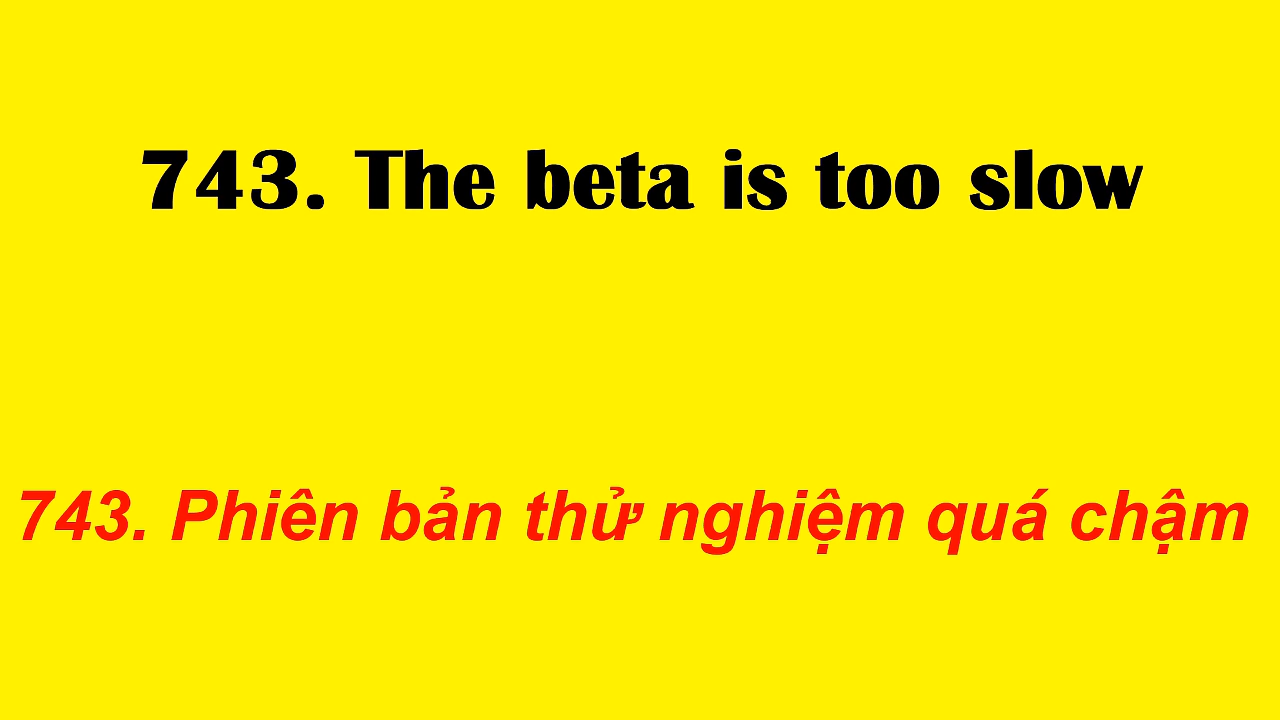 743. The beta is too slow
743. Phiên bản thử nghiệm quá chậm